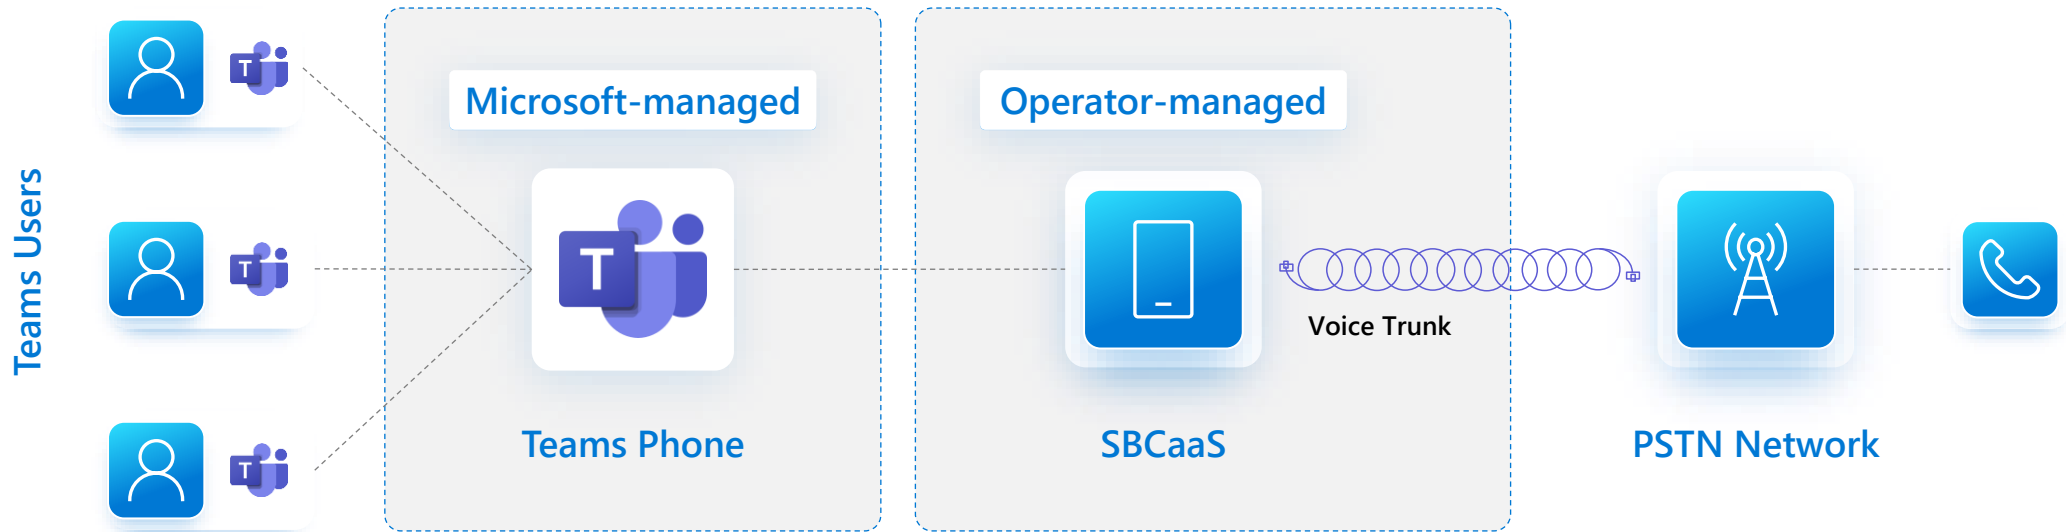 Teams Users
T
T
T
Microsoft-managed
T
Teams Phone
Operator-managed
SBCaaS
Voice Trunk
PSTN Network